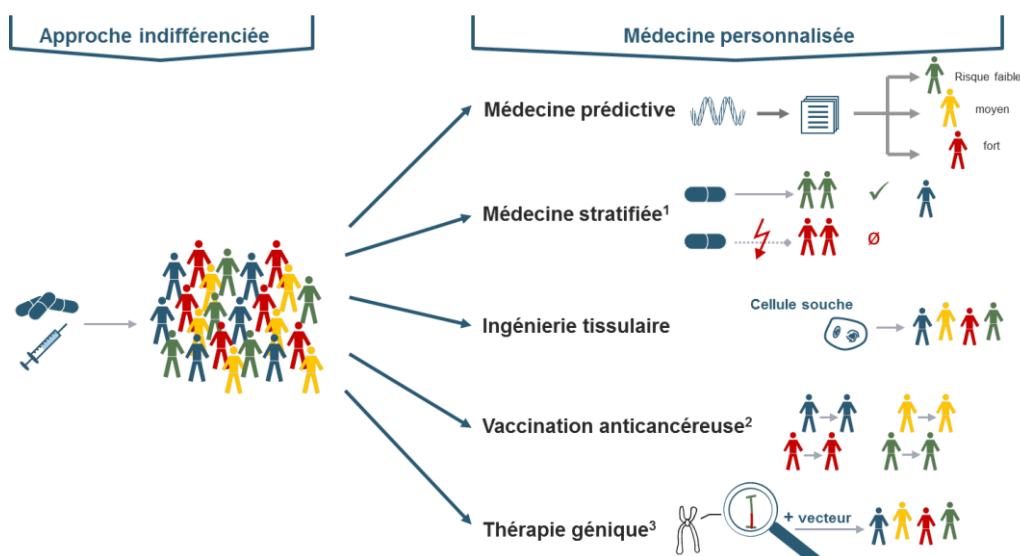 Approche indifférenciée
Médecine personnalisée
Médecine prédictive
Risque faible
moyen
fort
Médecine stratifiée¹
Ø
Ingénierie tissulaire
Cellule souche
Vaccination anticancéreuse²
Thérapie génique³
+ vecteur